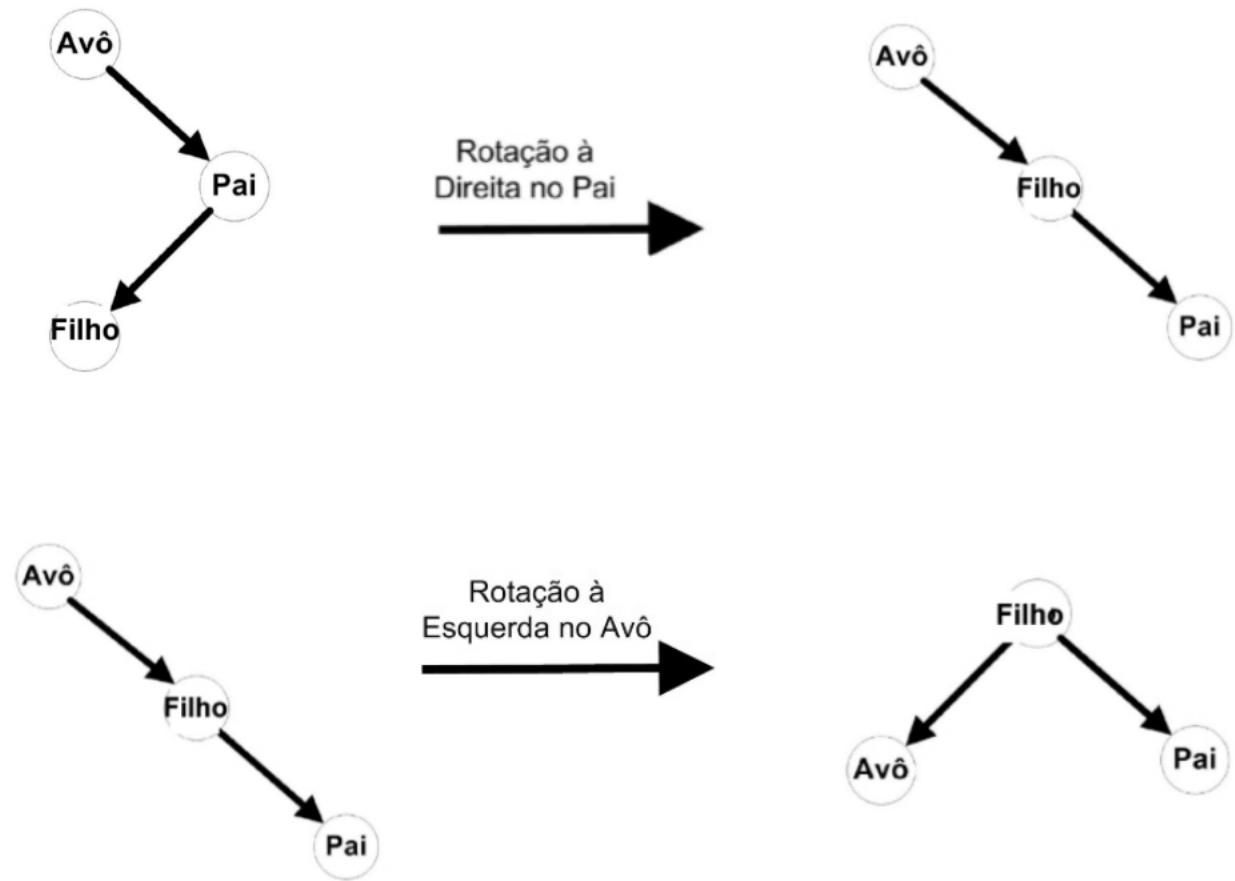 Avô
Pai
Filho
Rotação à
Direita no Pai
Avô
Filho
Pai
Avô
Filho
Pai
Rotação à
Esquerda no Avô
Filho
Avô
Pai